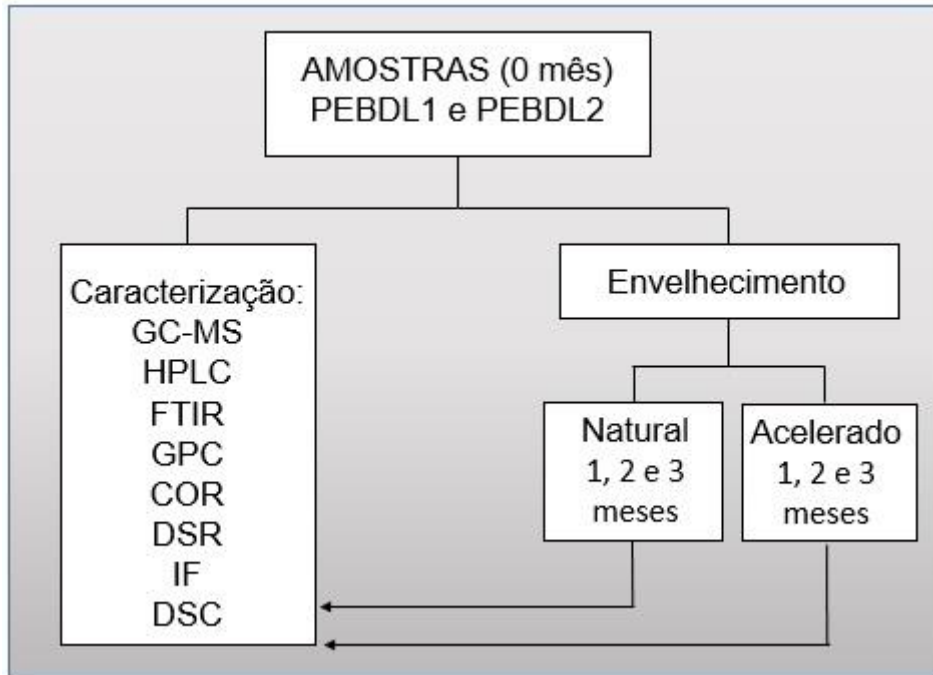 AMOSTRAS (0 mês)
PEBDL1 e PEBDL2
Caracterização:
GC-MS
HPLC
FTIR
GPC
COR
DSR
IF
DSC
Envelhecimento
Natural
1, 2 e 3
meses
Acelerado
1, 2 e 3
meses